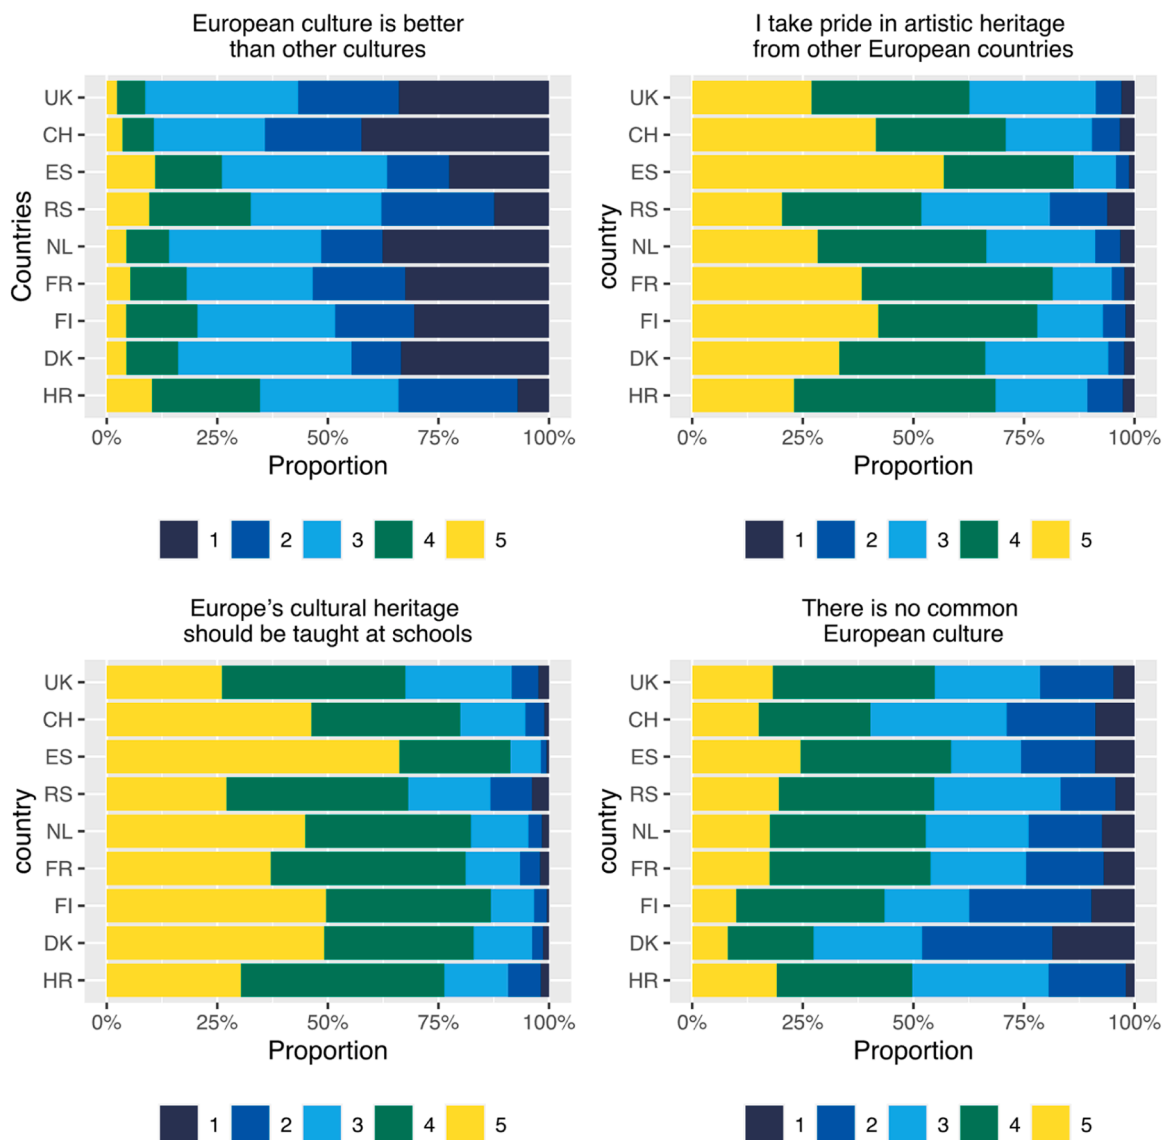 European culture is better
than other cultures
Countries
UK
CH
ES
RS
NL
FR
FI
DK
HR
0% 25% 50% 75% 100%
Proportion
1 2 3 4 5
I take pride in artistic heritage
from other European countries
country
UK
CH
ES
RS
NL
FR
FI
DK
HR
0% 25% 50% 75% 100%
Proportion
1 2 3 4 5
Europe’s cultural heritage
should be taught at schools
country
UK
CH
ES
RS
NL
FR
FI
DK
HR
0% 25% 50% 75% 100%
Proportion
1 2 3 4 5
There is no common
European culture
country
UK
CH
ES
RS
NL
FR
FI
DK
HR
0% 25% 50% 75% 100%
Proportion
1 2 3 4 5